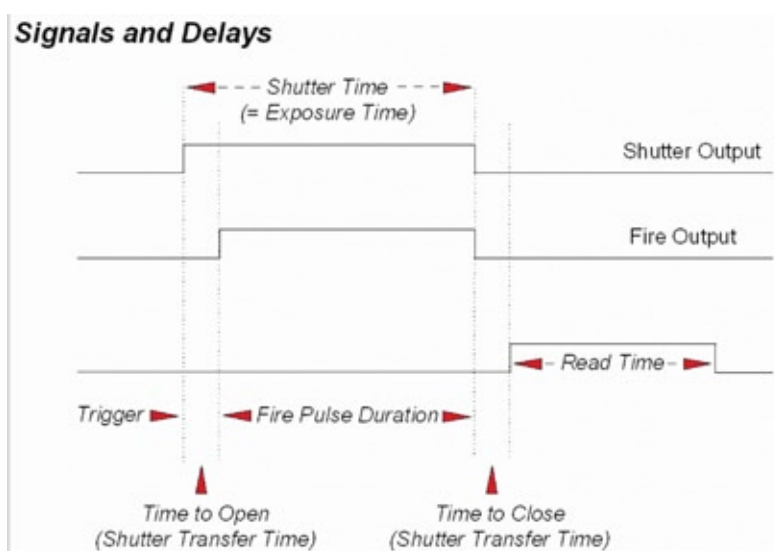 Signals and Delays
Shutter Time
(= Exposure Time)
Shutter Output
Fire Output
Read Time
Trigger
Fire Pulse Duration
Time to Open
(Shutter Transfer Time)
Time to Close
(Shutter Transfer Time)